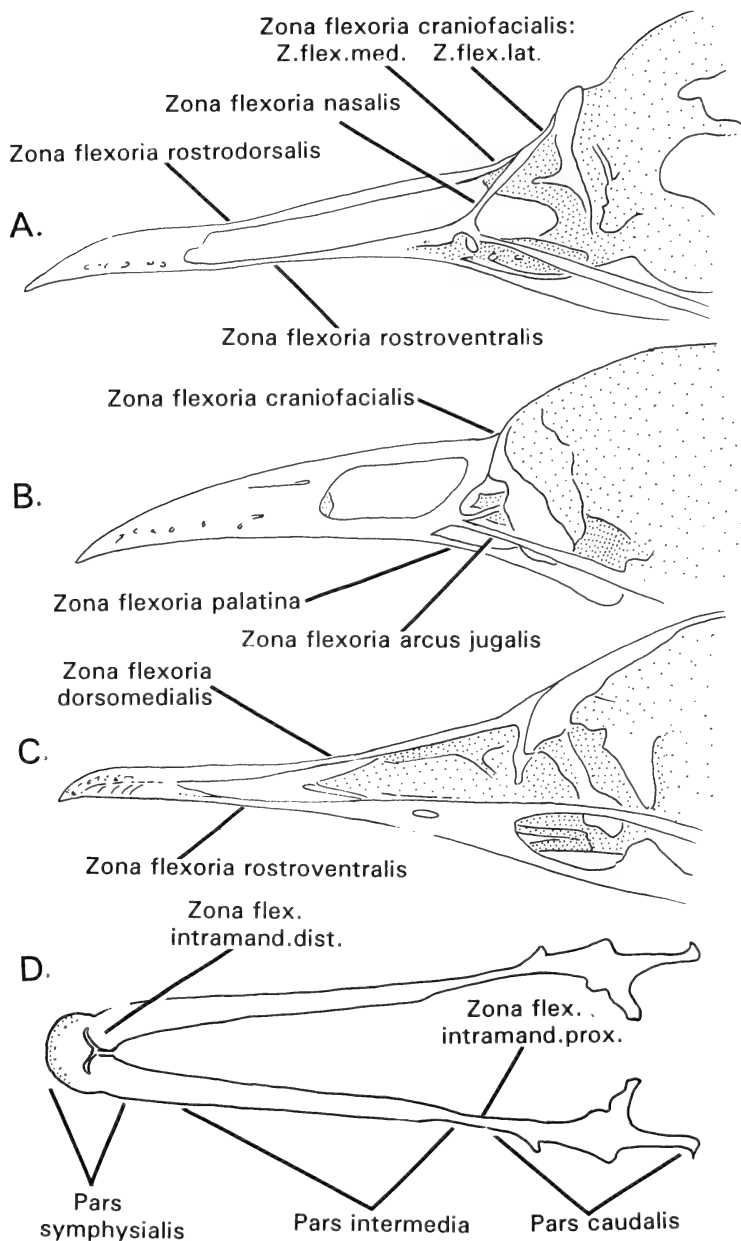 Zona flexoria craniofacialis:
Z.flex.med. Z.flex.lat.
Zona flexoria nasalis
Zona flexoria rostrodorsalis
A.
Zona flexoria rostroventralis
Zona flexoria craniofacialis
B.
Zona flexoria palatina
Zona flexoria arcus jugalis
Zona flexoria
dorsomedialis
C.
Zona flexoria rostroventralis
Zona flex.
intramand.dist.
D.
Zona flex.
intramand.prox.
Pars
symphysialis
Pars intermedia
Pars caudalis